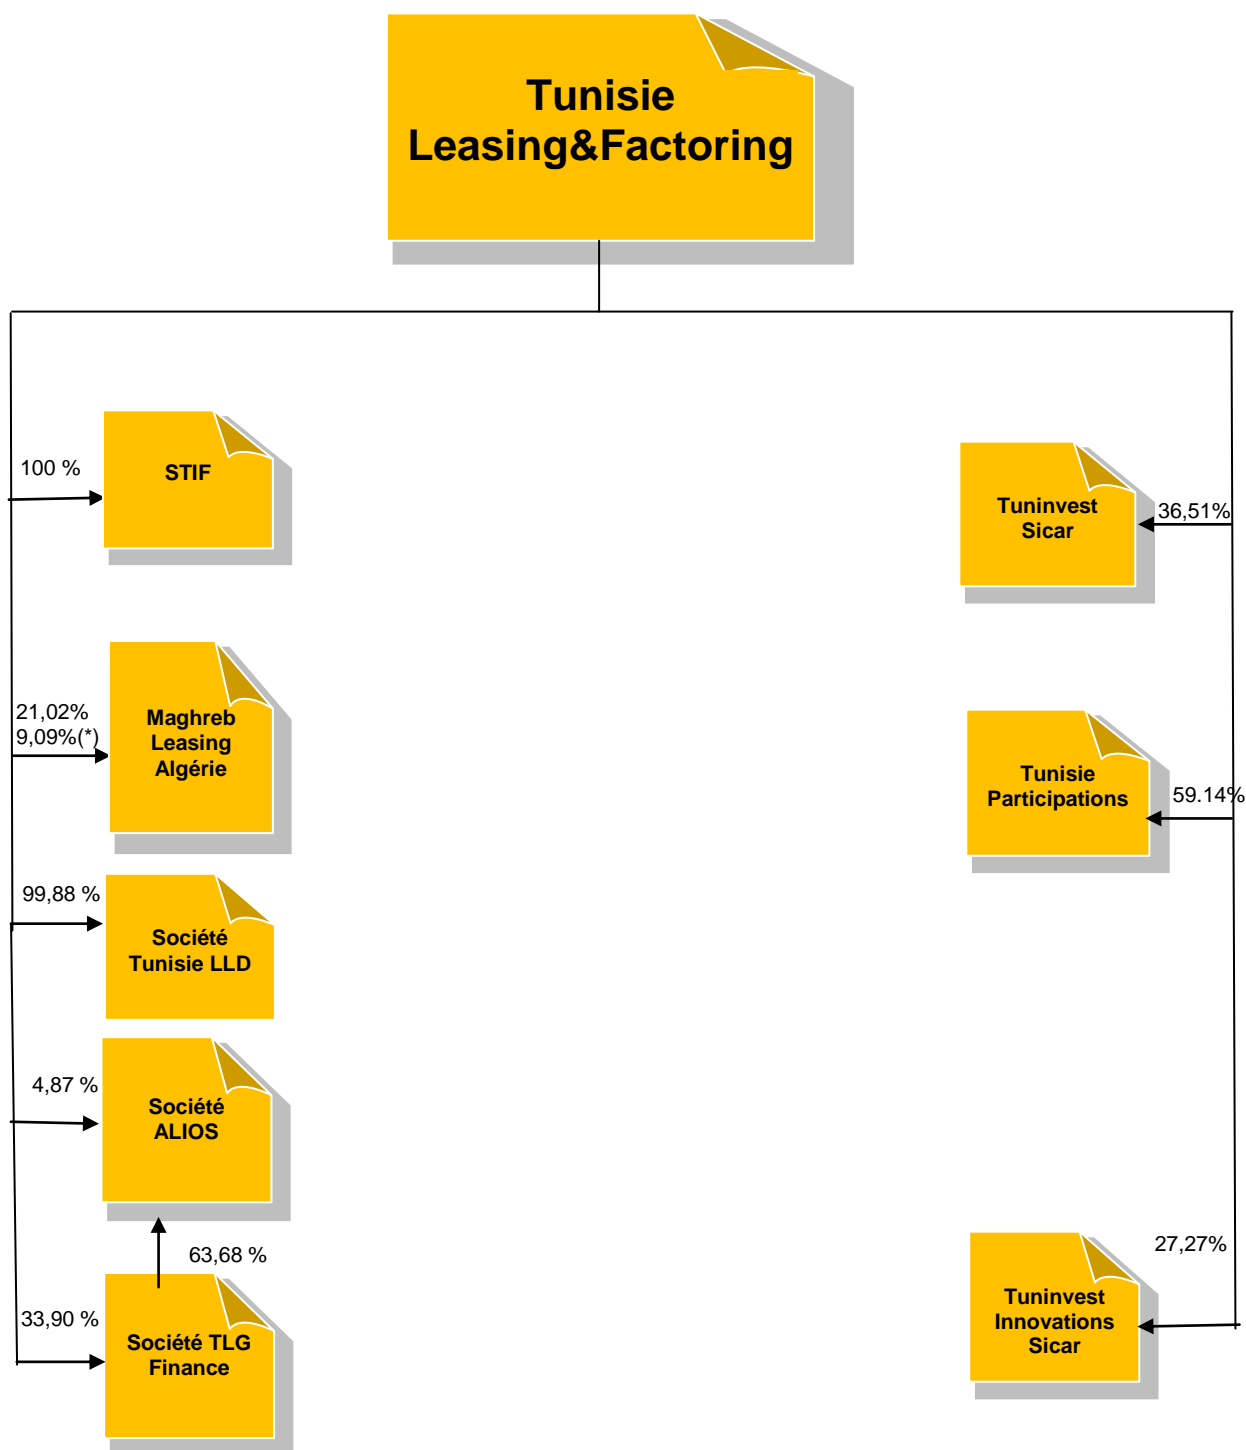 Tunisie
Leasing&Factoring
100 %
STIF
Tuninvest
Sicar
36,51%
21,02%
9,09%(*)
Maghreb
Leasing
Algérie
Tunisie
Participations
59.14%
99,88 %
Société
Tunisie LLD
4,87 %
Société
ALIOS
63,68 %
33,90 %
Société TLG
Finance
27,27%
Tuninvest
Innovations
Sicar